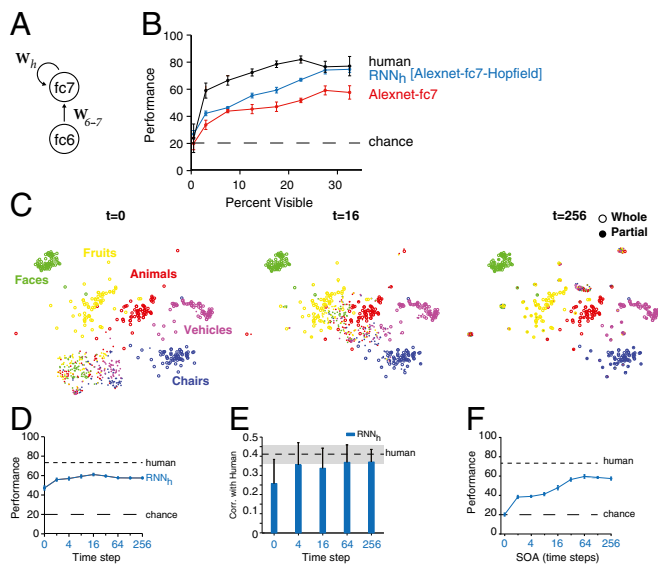 A
W_h
fc7
W_6-7
fc6
B
100
80
60
40
20
0
Performance
0 10 20 30
Percent Visible
human
RNN_h [Alexnet-fc7-Hopfield]
Alexnet-fc7
chance
C
t=0
t=16
t=256
Whole
Partial
Fruits
Faces
Animals
Vehicles
Chairs
D
100
80
60
40
20
0
Performance
0 4 16 64 256
Time step
human
RNN_h
chance
E
RNN_h
0.5
0.4
0.3
0.2
0.1
0
Corr. with Human
0 4 16 64 256
Time step
human
F
100
80
60
40
20
0
Performance
0 4 16 64 256
SOA (time steps)
human
chance